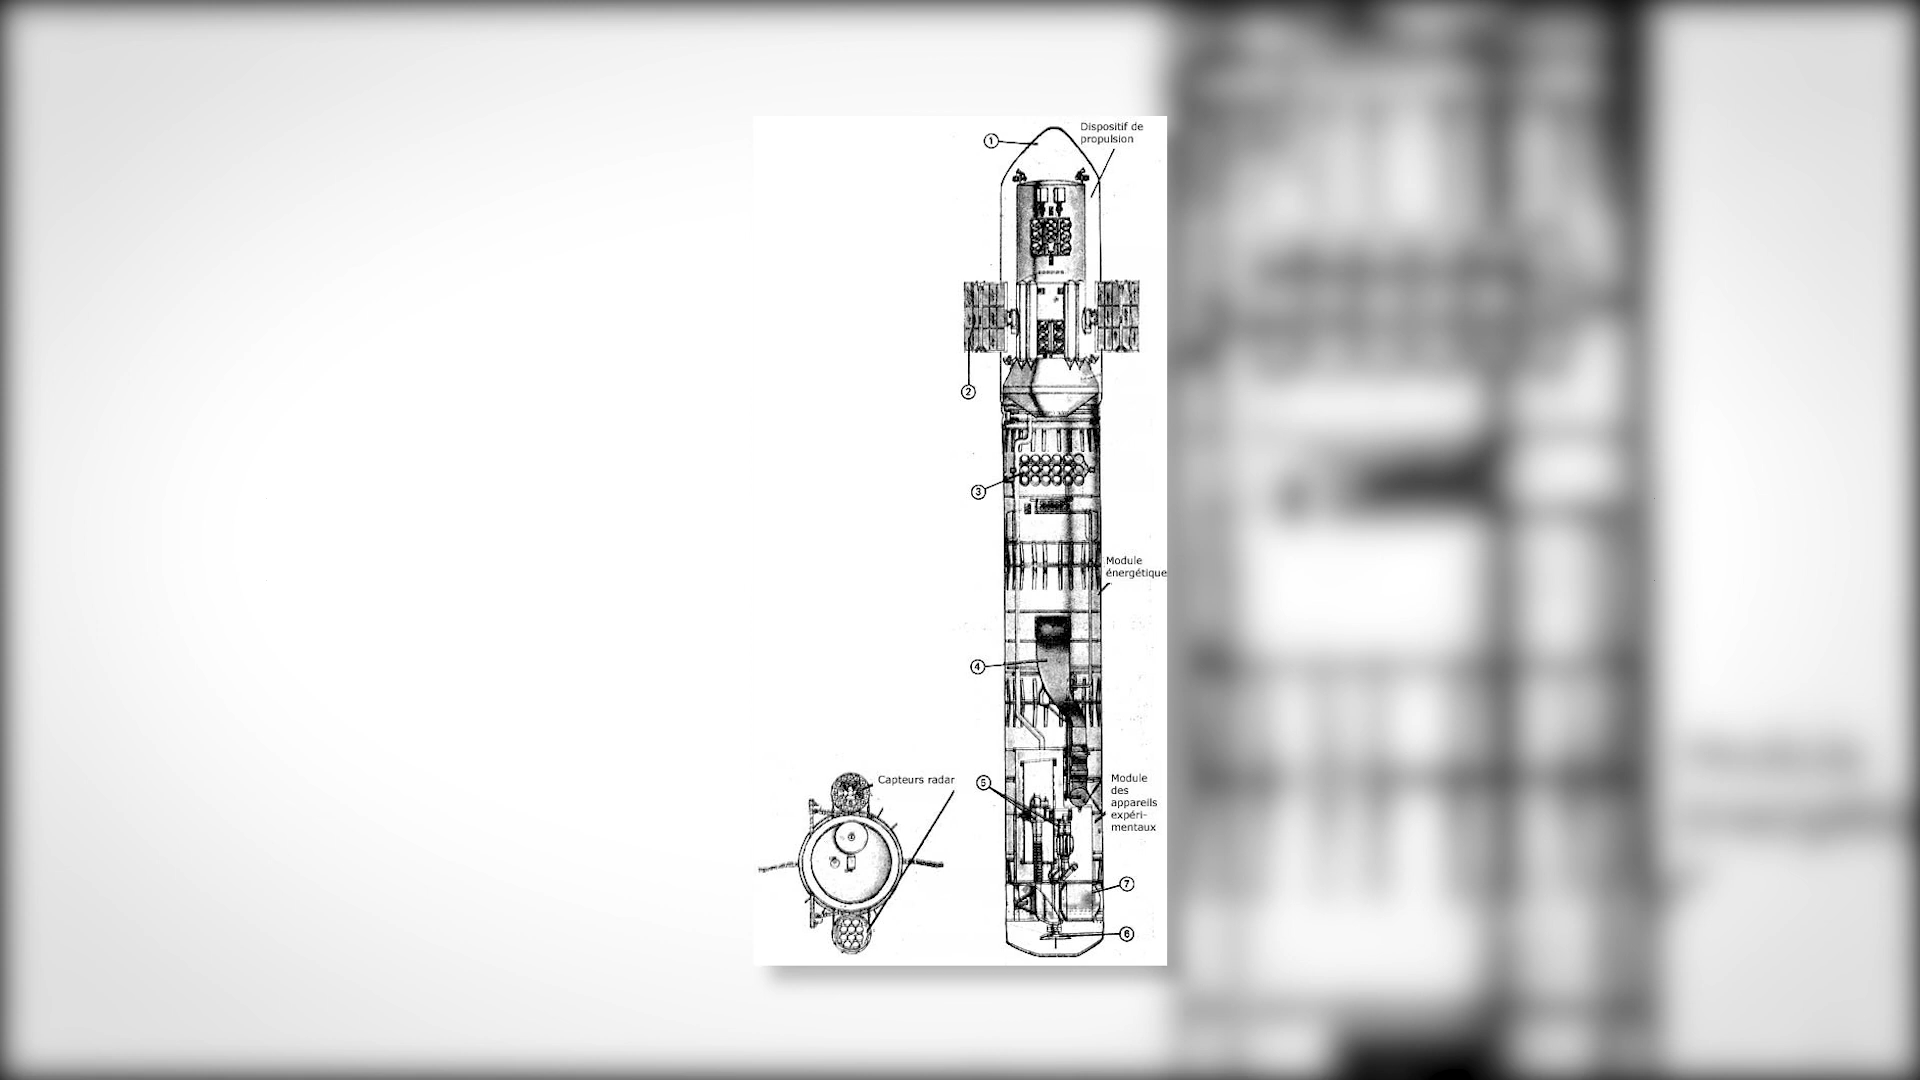 Dispositif de
propulsion
1
2
3
Module
énergétique
4
Capteurs radar
5
Module
des
appareils
expéri-
mentaux
7
6